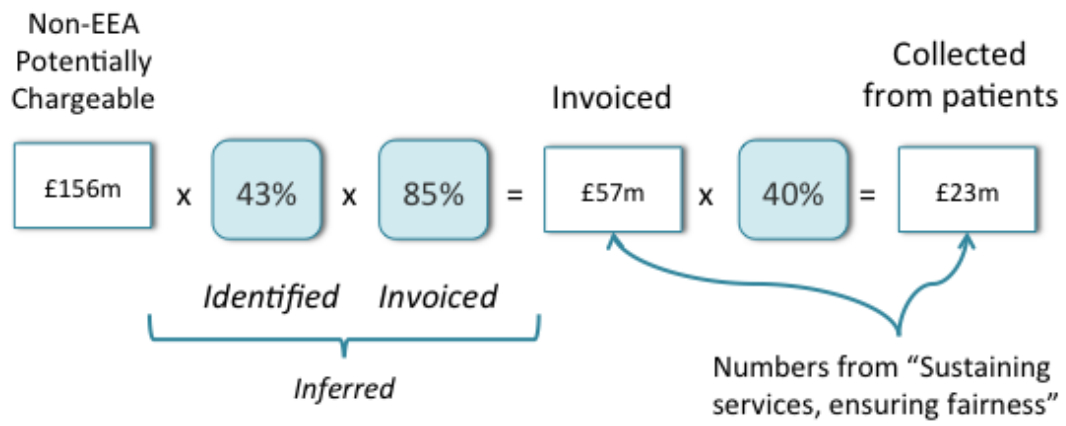 Non-EEA
Potentially
Chargeable
Invoiced
Collected
from patients
£156m x 43% x 85% = £57m x 40% = £23m
Identified Invoiced
Inferred
Numbers from “Sustaining
services, ensuring fairness”